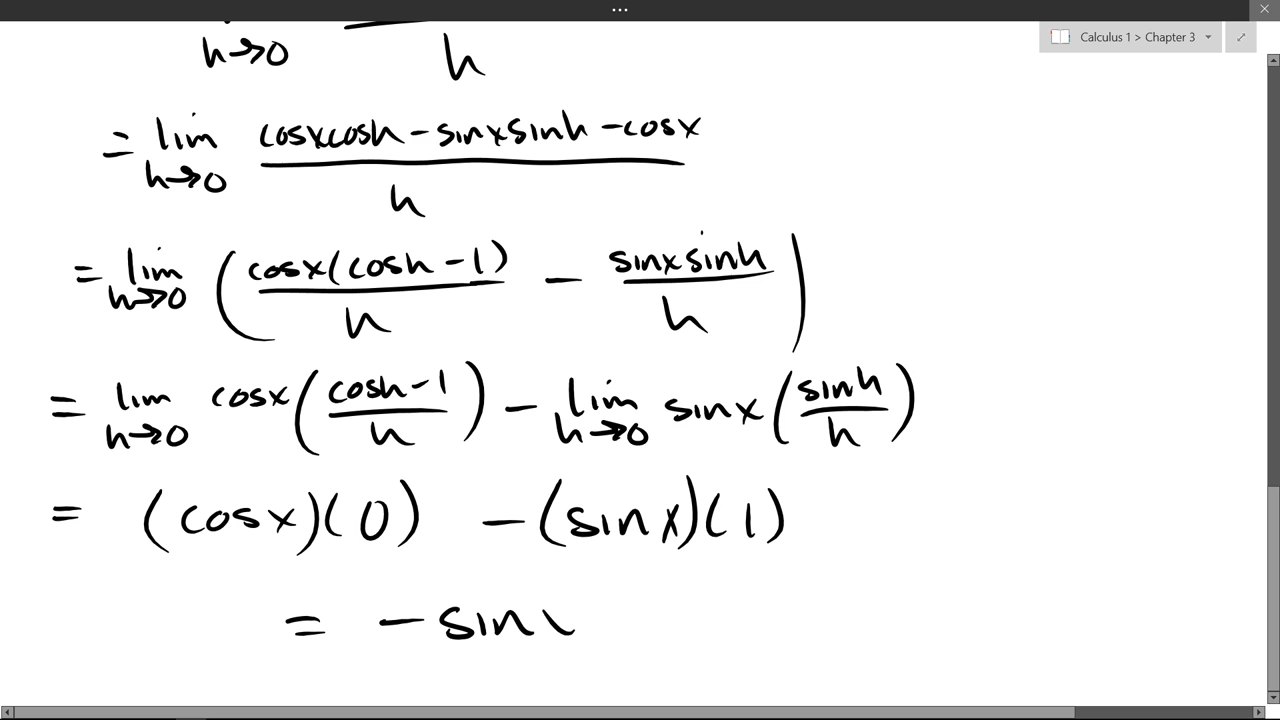 Calculus 1 > Chapter 3
h→0 h
= lim h→0 (cosxcosh - sinxsinh - cosx)/h
= lim h→0 ( cosx(cosh - 1)/h - sinxsinh/h )
= lim h→0 cosx( (cosh - 1)/h ) - lim h→0 sinx( sinh/h )
= (cosx)(0) - (sinx)(1)
= - sin